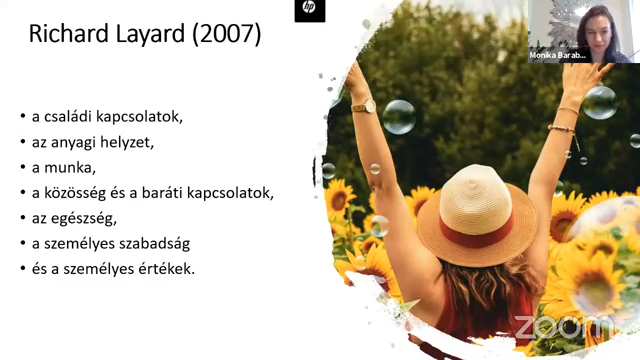 Richard Layard (2007)
hp
Monika Barab...
• a családi kapcsolatok,
• az anyagi helyzet,
• a munka,
• a közösség és a baráti kapcsolatok,
• az egészség,
• a személyes szabadság
• és a személyes értékek.
zoom